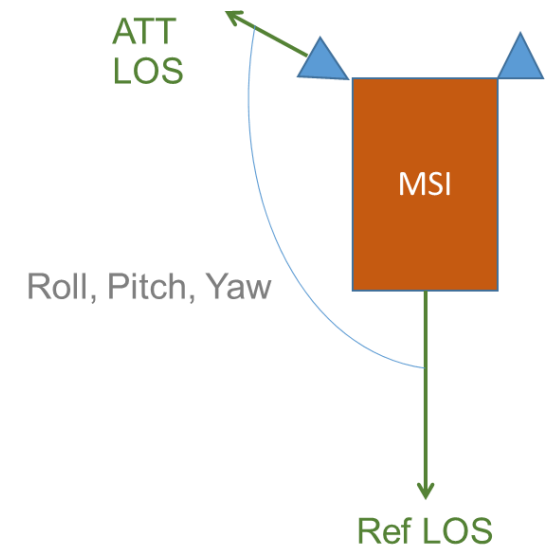 ATT
LOS
MSI
Roll, Pitch, Yaw
Ref LOS